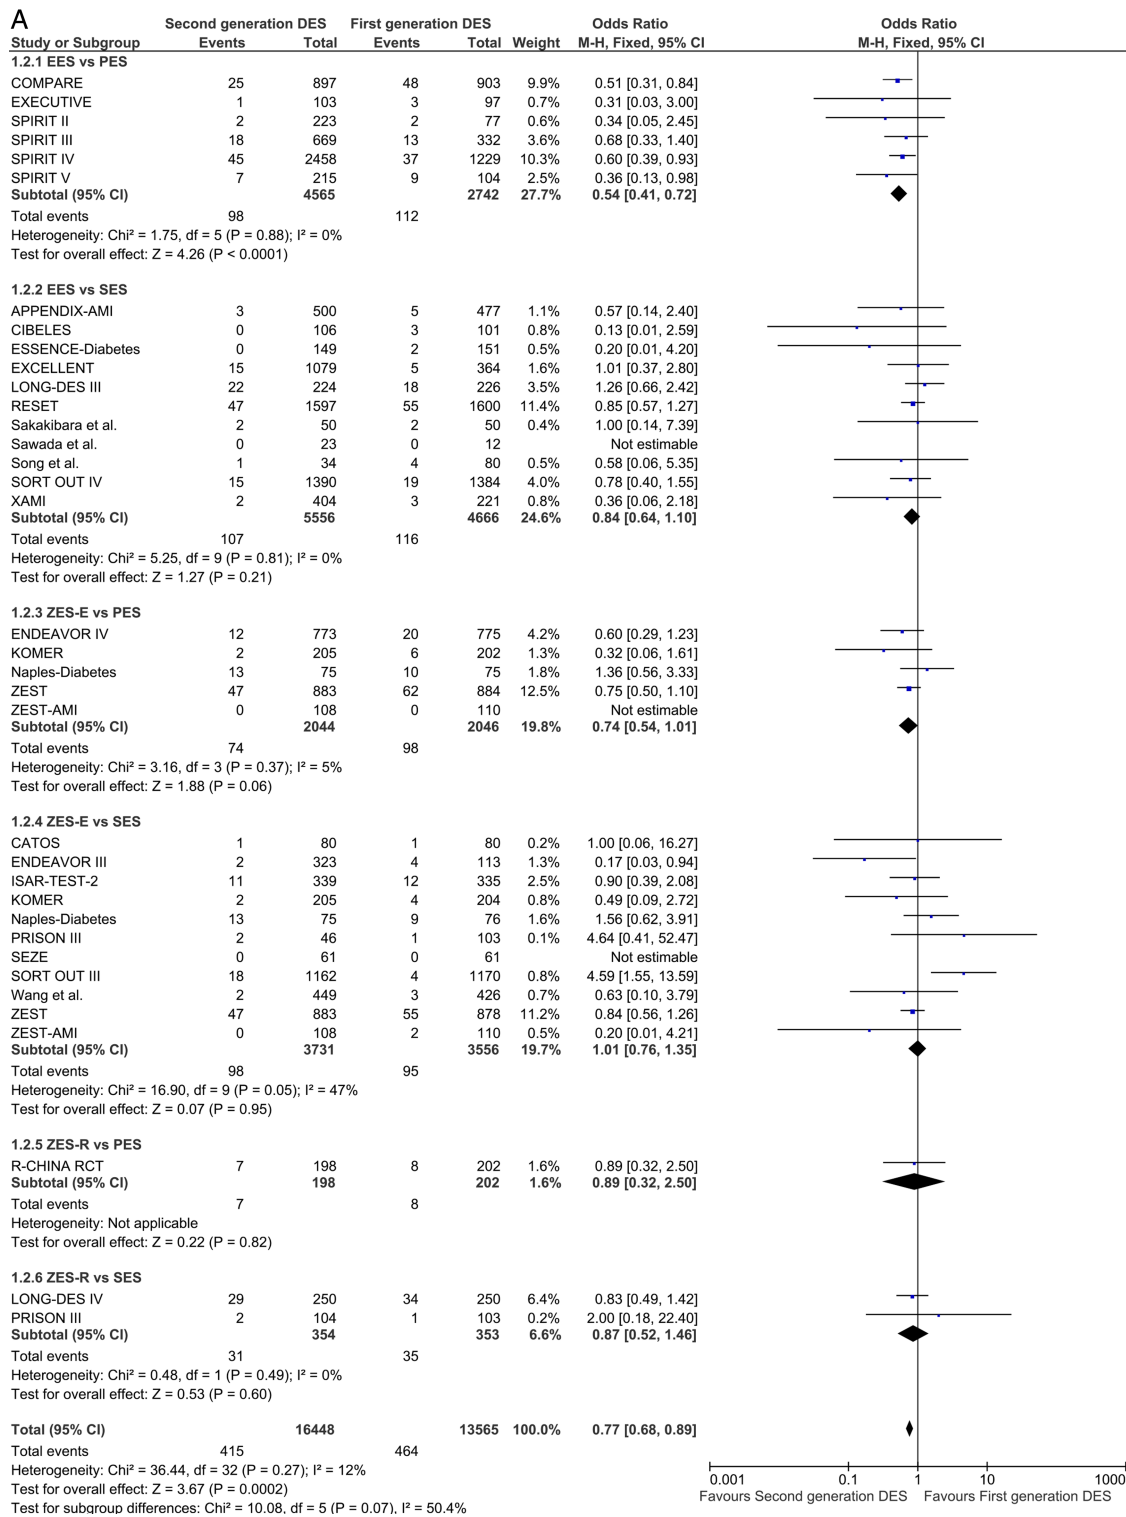 A
Second generation DES First generation DES Odds Ratio Odds Ratio
Study or Subgroup Events Total Events Total Weight M-H, Fixed, 95% CI M-H, Fixed, 95% CI
1.2.1 EES vs PES
COMPARE 25 897 48 903 9.9% 0.51 [0.31, 0.84]
EXECUTIVE 1 103 3 97 0.7% 0.31 [0.03, 3.00]
SPIRIT II 2 223 2 77 0.6% 0.34 [0.05, 2.45]
SPIRIT III 18 669 13 332 3.6% 0.68 [0.33, 1.40]
SPIRIT IV 45 2458 37 1229 10.3% 0.60 [0.39, 0.93]
SPIRIT V 7 215 9 104 2.5% 0.36 [0.13, 0.98]
Subtotal (95% CI) 4565 2742 27.7% 0.54 [0.41, 0.72]
Total events 98 112
Heterogeneity: Chi² = 1.75, df = 5 (P = 0.88); I² = 0%
Test for overall effect: Z = 4.26 (P < 0.0001)
1.2.2 EES vs SES
APPENDIX-AMI 3 500 5 477 1.1% 0.57 [0.14, 2.40]
CIBELES 0 106 3 101 0.8% 0.13 [0.01, 2.59]
ESSENCE-Diabetes 0 149 2 151 0.5% 0.20 [0.01, 4.20]
EXCELLENT 15 1079 5 364 1.6% 1.01 [0.37, 2.80]
LONG-DES III 22 224 18 226 3.5% 1.26 [0.66, 2.42]
RESET 47 1597 55 1600 11.4% 0.85 [0.57, 1.27]
Sakakibara et al. 2 50 2 50 0.4% 1.00 [0.14, 7.39]
Sawada et al. 0 23 0 12 Not estimable
Song et al. 1 34 4 80 0.5% 0.58 [0.06, 5.35]
SORT OUT IV 15 1390 19 1384 4.0% 0.78 [0.40, 1.55]
XAMI 2 404 3 221 0.8% 0.36 [0.06, 2.18]
Subtotal (95% CI) 5556 4666 24.6% 0.84 [0.64, 1.10]
Total events 107 116
Heterogeneity: Chi² = 5.25, df = 9 (P = 0.81); I² = 0%
Test for overall effect: Z = 1.27 (P = 0.21)
1.2.3 ZES-E vs PES
ENDEAVOR IV 12 773 20 775 4.2% 0.60 [0.29, 1.23]
KOMER 2 205 6 202 1.3% 0.32 [0.06, 1.61]
Naples-Diabetes 13 75 10 75 1.8% 1.36 [0.56, 3.33]
ZEST 47 883 62 884 12.5% 0.75 [0.50, 1.10]
ZEST-AMI 0 108 0 110 Not estimable
Subtotal (95% CI) 2044 2046 19.8% 0.74 [0.54, 1.01]
Total events 74 98
Heterogeneity: Chi² = 3.16, df = 3 (P = 0.37); I² = 5%
Test for overall effect: Z = 1.88 (P = 0.06)
1.2.4 ZES-E vs SES
CATOS 1 80 1 80 0.2% 1.00 [0.06, 16.27]
ENDEAVOR III 2 323 4 113 1.3% 0.17 [0.03, 0.94]
ISAR-TEST-2 11 339 12 335 2.5% 0.90 [0.39, 2.08]
KOMER 2 205 4 204 0.8% 0.49 [0.09, 2.72]
Naples-Diabetes 13 75 9 76 1.6% 1.56 [0.62, 3.91]
PRISON III 2 46 1 103 0.1% 4.64 [0.41, 52.47]
SEZE 0 61 0 61 Not estimable
SORT OUT III 18 1162 4 1170 0.8% 4.59 [1.55, 13.59]
Wang et al. 2 449 3 426 0.7% 0.63 [0.10, 3.79]
ZEST 47 883 55 878 11.2% 0.84 [0.56, 1.26]
ZEST-AMI 0 108 2 110 0.5% 0.20 [0.01, 4.21]
Subtotal (95% CI) 3731 3556 19.7% 1.01 [0.76, 1.35]
Total events 98 95
Heterogeneity: Chi² = 16.90, df = 9 (P = 0.05); I² = 47%
Test for overall effect: Z = 0.07 (P = 0.95)
1.2.5 ZES-R vs PES
R-CHINA RCT 7 198 8 202 1.6% 0.89 [0.32, 2.50]
Subtotal (95% CI) 198 202 1.6% 0.89 [0.32, 2.50]
Total events 7 8
Heterogeneity: Not applicable
Test for overall effect: Z = 0.22 (P = 0.82)
1.2.6 ZES-R vs SES
LONG-DES IV 29 250 34 250 6.4% 0.83 [0.49, 1.42]
PRISON III 2 104 1 103 0.2% 2.00 [0.18, 22.40]
Subtotal (95% CI) 354 353 6.6% 0.87 [0.52, 1.46]
Total events 31 35
Heterogeneity: Chi² = 0.48, df = 1 (P = 0.49); I² = 0%
Test for overall effect: Z = 0.53 (P = 0.60)
Total (95% CI) 16448 13565 100.0% 0.77 [0.68, 0.89]
Total events 415 464
Heterogeneity: Chi² = 36.44, df = 32 (P = 0.27); I² = 12%
Test for overall effect: Z = 3.67 (P = 0.0002)
Test for subgroup differences: Chi² = 10.08, df = 5 (P = 0.07), I² = 50.4%
0.001 0.1 1 10 1000
Favours Second generation DES Favours First generation DES